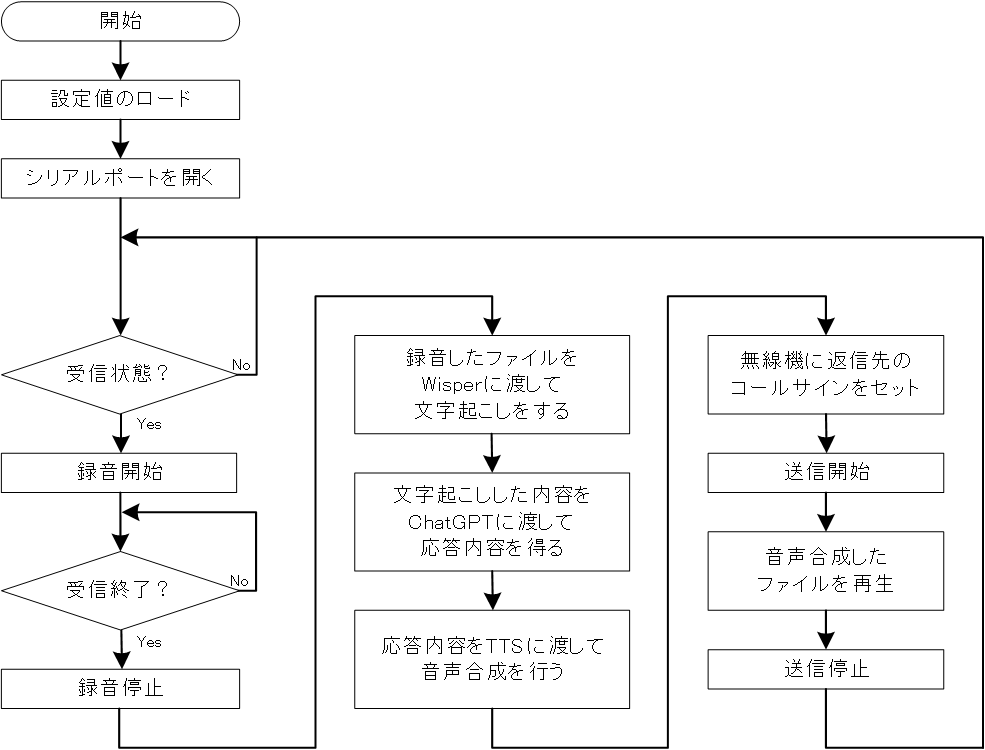 開始
設定値のロード
シリアルポートを開く
受信状態？
No
Yes
録音開始
受信終了？
No
Yes
録音停止
録音したファイルを
Wisperに渡して
文字起こしをする
文字起こしした内容を
ChatGPTに渡して
応答内容を得る
応答内容をTTSに渡して
音声合成を行う
無線機に返信先の
コールサインをセット
送信開始
音声合成した
ファイルを再生
送信停止